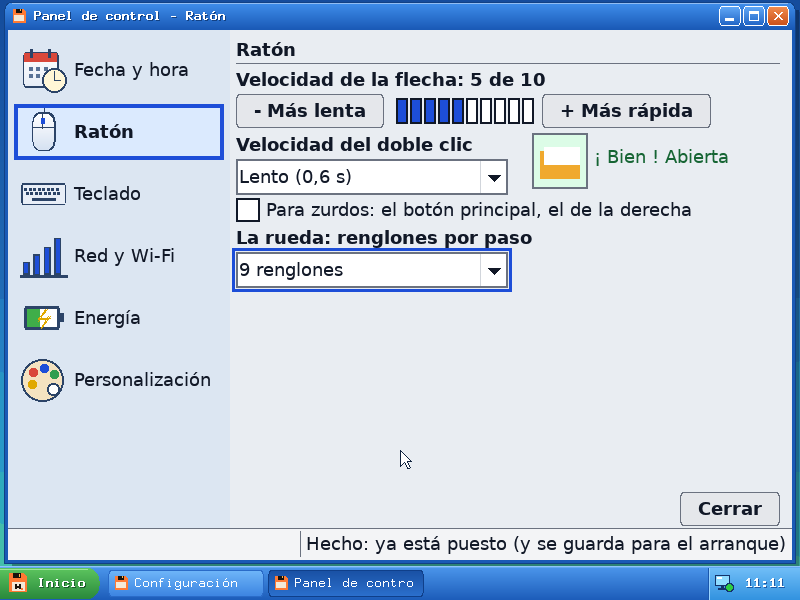 Panel de control - Ratón
Fecha y hora
Ratón
Teclado
Red y Wi-Fi
Energía
Personalización
Ratón
Velocidad de la flecha: 5 de 10
- Más lenta
+ Más rápida
Velocidad del doble clic
Lento (0,6 s)
¡ Bien ! Abierta
Para zurdos: el botón principal, el de la derecha
La rueda: renglones por paso
9 renglones
Cerrar
Hecho: ya está puesto (y se guarda para el arranque)
Inicio
Configuración
Panel de contro
11:11